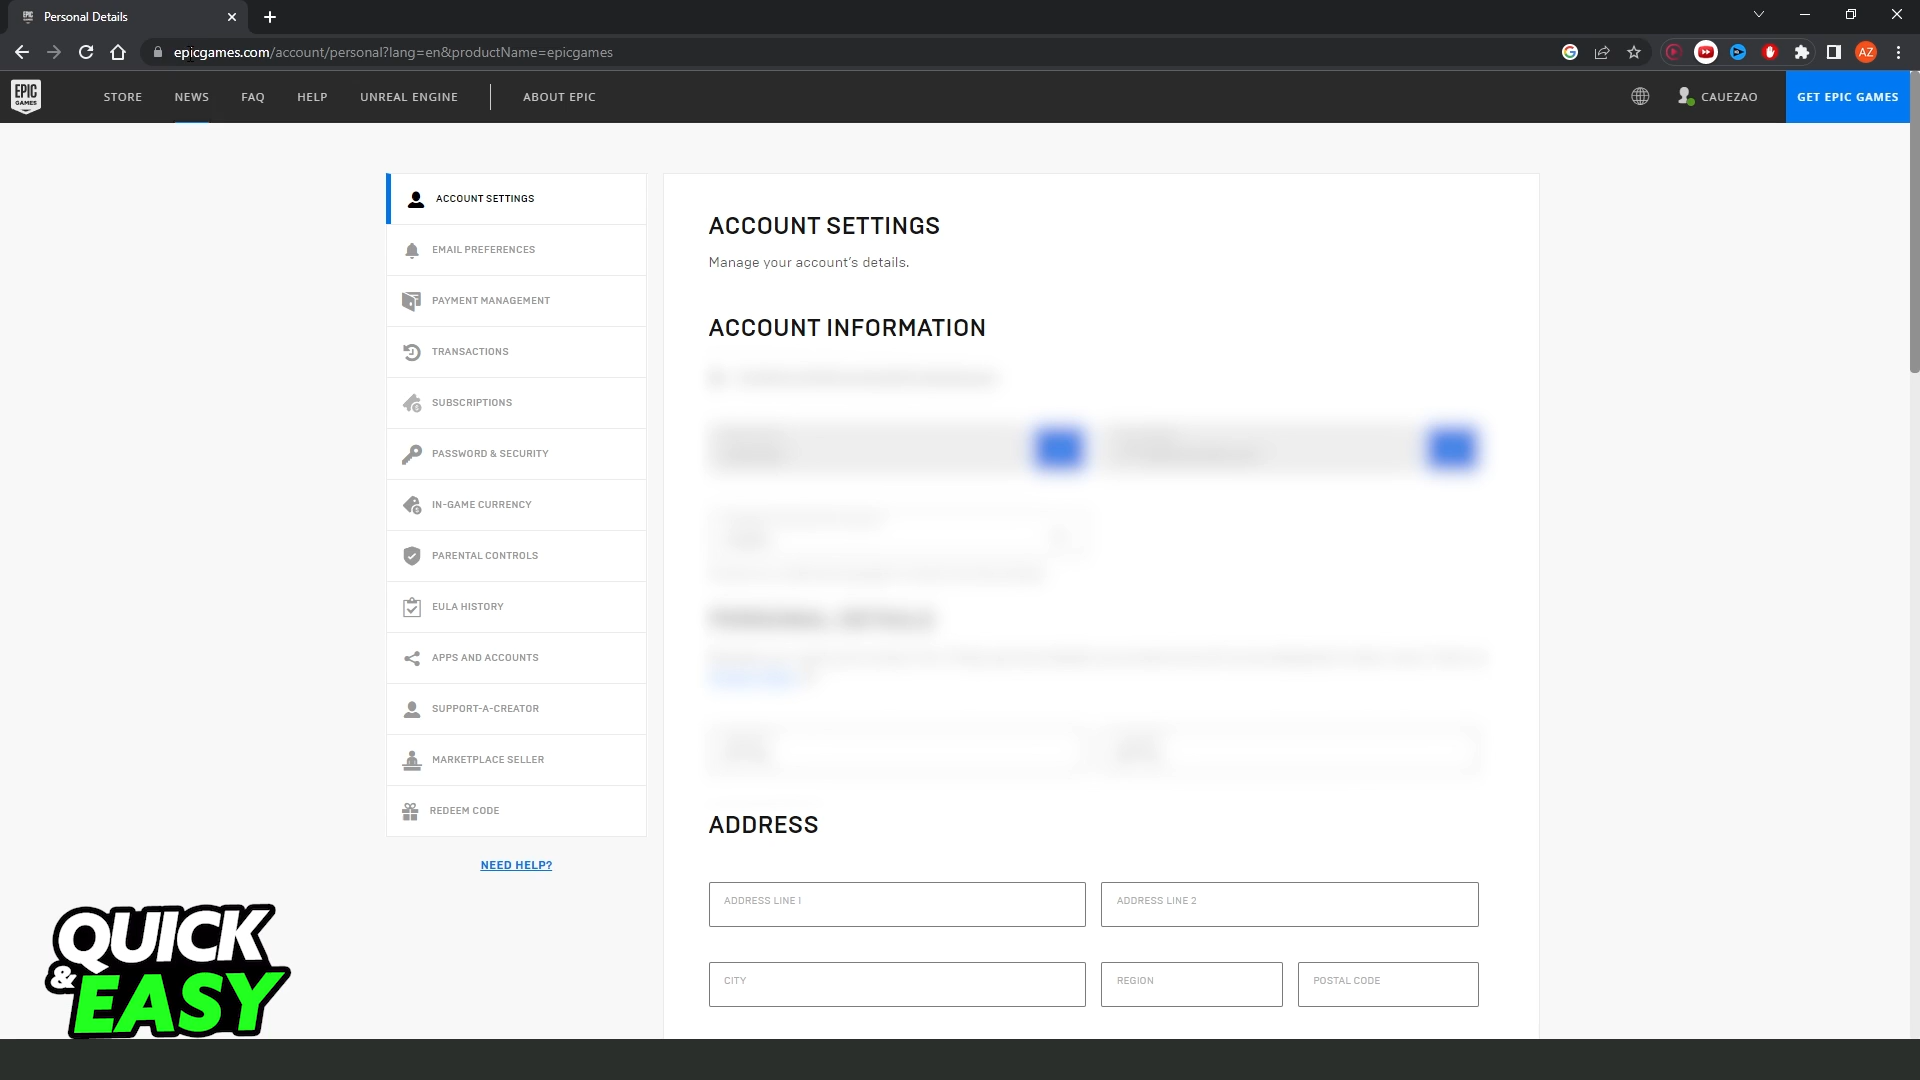 Personal Details
epicgames.com/account/personal?lang=en&productName=epicgames
AZ
EPIC
GAMES
STORE
NEWS
FAQ
HELP
UNREAL ENGINE
ABOUT EPIC
CAUEZAO
GET EPIC GAMES
ACCOUNT SETTINGS
EMAIL PREFERENCES
PAYMENT MANAGEMENT
TRANSACTIONS
SUBSCRIPTIONS
PASSWORD & SECURITY
IN-GAME CURRENCY
PARENTAL CONTROLS
EULA HISTORY
APPS AND ACCOUNTS
SUPPORT-A-CREATOR
MARKETPLACE SELLER
REDEEM CODE
NEED HELP?
ACCOUNT SETTINGS
Manage your account's details.
ACCOUNT INFORMATION
PERSONAL DETAILS
ADDRESS
ADDRESS LINE 1
ADDRESS LINE 2
CITY
REGION
POSTAL CODE
QUICK
& EASY